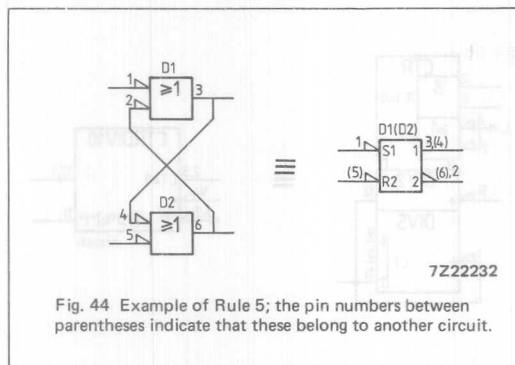 D1
1
2
≥1
3
D2
4
5
≥1
6
≡
D1(D2)
1
S1
1
3,(4)
(5)
R2
2
(6),2
7Z22232
Fig. 44 Example of Rule 5; the pin numbers between
parentheses indicate that these belong to another circuit.